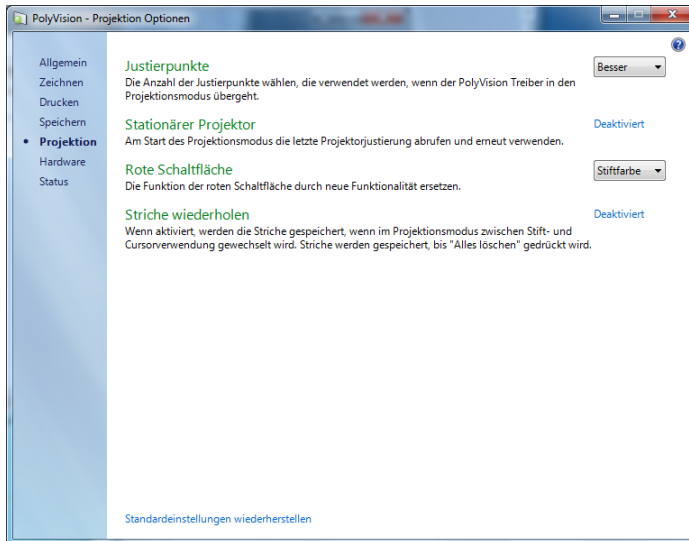 PolyVision - Projektion Optionen
Allgemein
Zeichnen
Drucken
Speichern
Projektion
Hardware
Status
Justierpunkte
Besser
Die Anzahl der Justierpunkte wählen, die verwendet werden, wenn der PolyVision Treiber in den
Projektionsmodus übergeht.
Stationärer Projektor
Deaktiviert
Am Start des Projektionsmodus die letzte Projektorjustierung abrufen und erneut verwenden.
Rote Schaltfläche
Stiftfarbe
Die Funktion der roten Schaltfläche durch neue Funktionalität ersetzen.
Striche wiederholen
Deaktiviert
Wenn aktiviert, werden die Striche gespeichert, wenn im Projektionsmodus zwischen Stift- und
Cursorverwendung gewechselt wird. Striche werden gespeichert, bis "Alles löschen" gedrückt wird.
Standardeinstellungen wiederherstellen